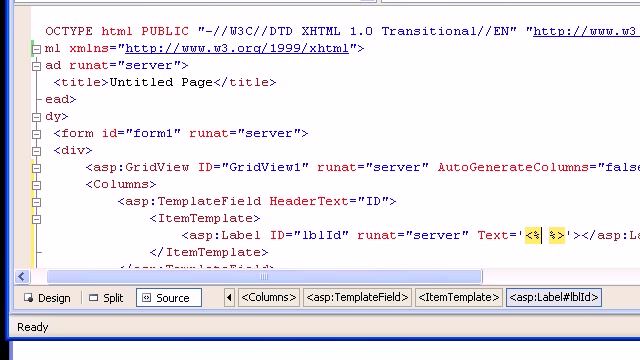 OCTYPE html PUBLIC "-//W3C//DTD XHTML 1.0 Transitional//EN" "http://www.w3
ml xmlns="http://www.w3.org/1999/xhtml">
ad runat="server">
<title>Untitled Page</title>
ead>
dy>
<form id="form1" runat="server">
<div>
<asp:GridView ID="GridView1" runat="server" AutoGenerateColumns="false
<Columns>
<asp:TemplateField HeaderText="ID">
<ItemTemplate>
<asp:Label ID="lblId" runat="server" Text='<% %>'></asp:La
</ItemTemplate>
</asp:TemplateField>
Design Split Source <Columns> <asp:TemplateField> <ItemTemplate> <asp:Label#lblId>
Ready